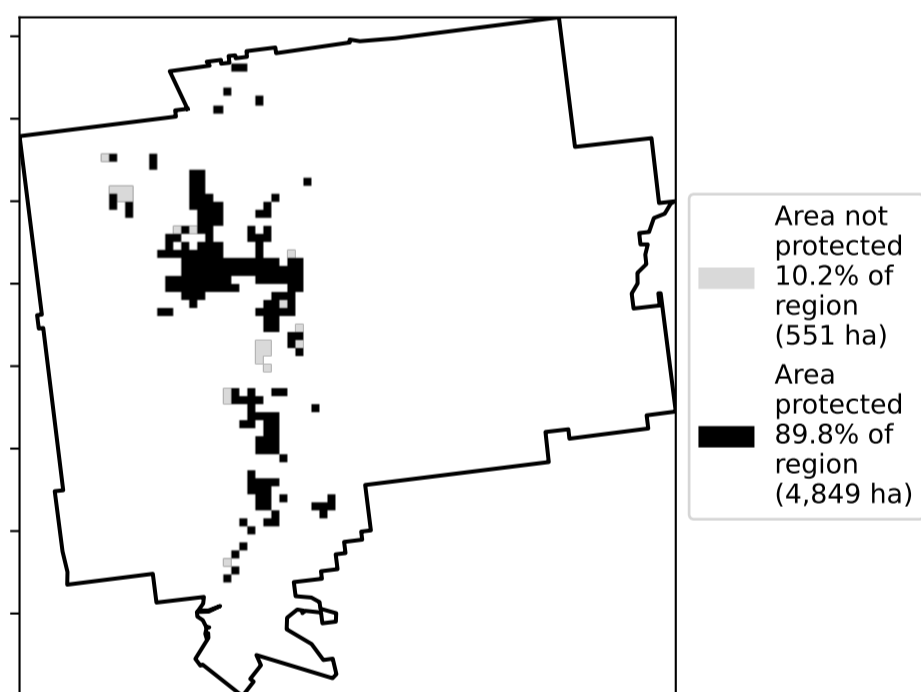 Area not
protected
10.2% of
region
(551 ha)
Area
protected
89.8% of
region
(4,849 ha)